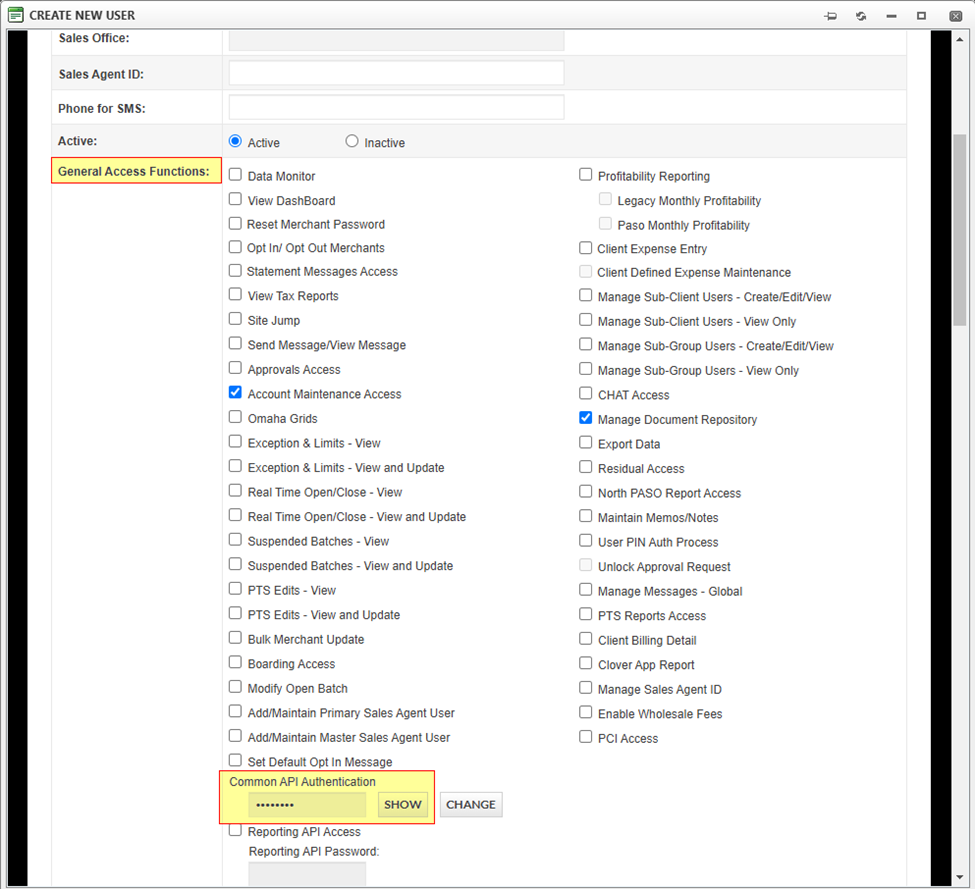 CREATE NEW USER
Sales Office:
Sales Agent ID:
Phone for SMS:
Active:
Active
Inactive
General Access Functions:
Data Monitor
View DashBoard
Reset Merchant Password
Opt In/ Opt Out Merchants
Statement Messages Access
View Tax Reports
Site Jump
Send Message/View Message
Approvals Access
Account Maintenance Access
Omaha Grids
Exception & Limits - View
Exception & Limits - View and Update
Real Time Open/Close - View
Real Time Open/Close - View and Update
Suspended Batches - View
Suspended Batches - View and Update
PTS Edits - View
PTS Edits - View and Update
Bulk Merchant Update
Boarding Access
Modify Open Batch
Add/Maintain Primary Sales Agent User
Add/Maintain Master Sales Agent User
Set Default Opt In Message
Common API Authentication
••••••••
SHOW
CHANGE
Reporting API Access
Reporting API Password:
Profitability Reporting
Legacy Monthly Profitability
Paso Monthly Profitability
Client Expense Entry
Client Defined Expense Maintenance
Manage Sub-Client Users - Create/Edit/View
Manage Sub-Client Users - View Only
Manage Sub-Group Users - Create/Edit/View
Manage Sub-Group Users - View Only
CHAT Access
Manage Document Repository
Export Data
Residual Access
North PASO Report Access
Maintain Memos/Notes
User PIN Auth Process
Unlock Approval Request
Manage Messages - Global
PTS Reports Access
Client Billing Detail
Clover App Report
Manage Sales Agent ID
Enable Wholesale Fees
PCI Access